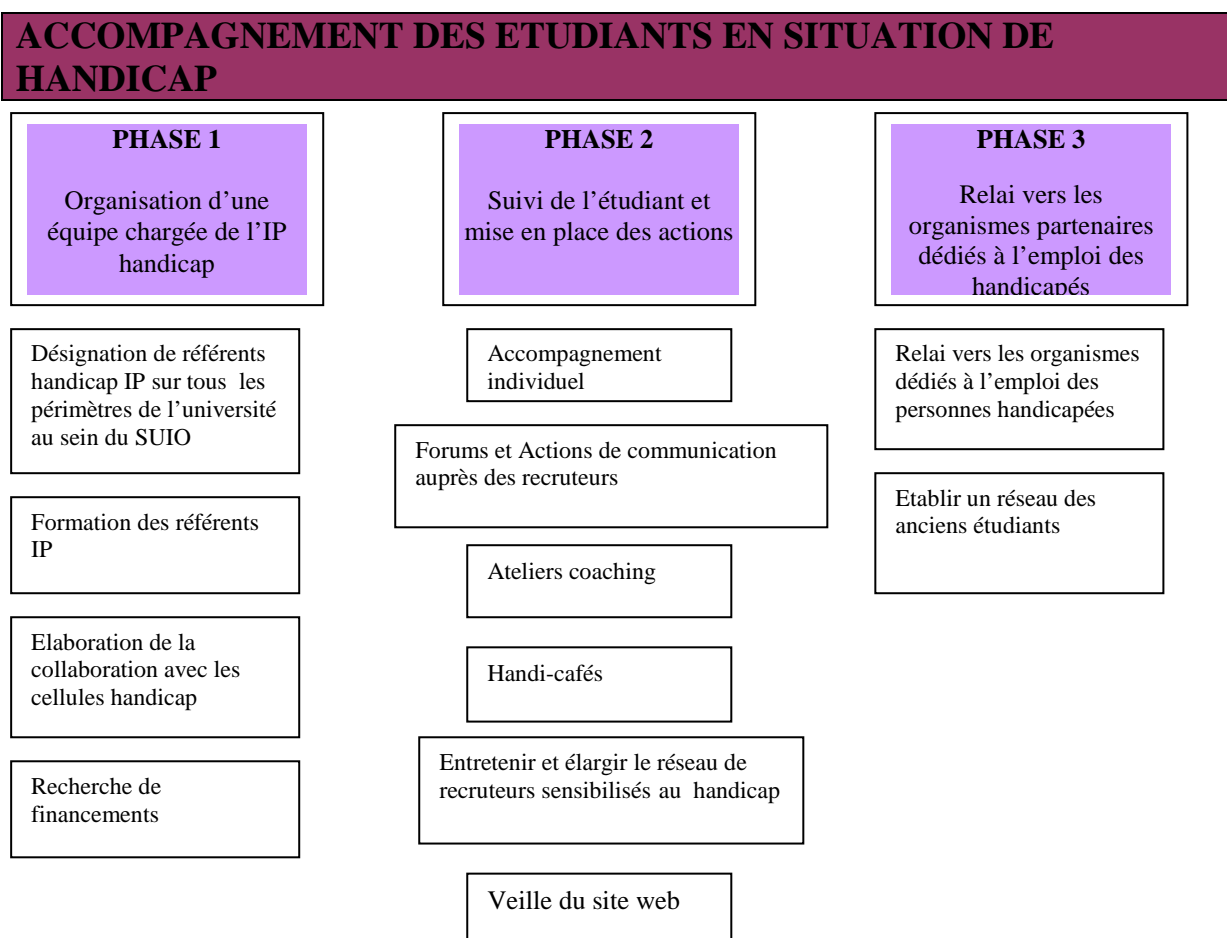 ACCOMPAGNEMENT DES ETUDIANTS EN SITUATION DE
HANDICAP
PHASE 1
Organisation d’une
équipe chargée de l’IP
handicap
Désignation de référents
handicap IP sur tous les
périmètres de l’université
au sein du SUIO
Formation des référents
IP
Elaboration de la
collaboration avec les
cellules handicap
Recherche de
financements
PHASE 2
Suivi de l’étudiant et
mise en place des actions
Accompagnement
individuel
Forums et Actions de communication
auprès des recruteurs
Ateliers coaching
Handi-cafés
Entretenir et élargir le réseau de
recruteurs sensibilisés au handicap
Veille du site web
PHASE 3
Relai vers les
organismes partenaires
dédiés à l’emploi des
handicapés
Relai vers les organismes
dédiés à l’emploi des
personnes handicapées
Etablir un réseau des
anciens étudiants